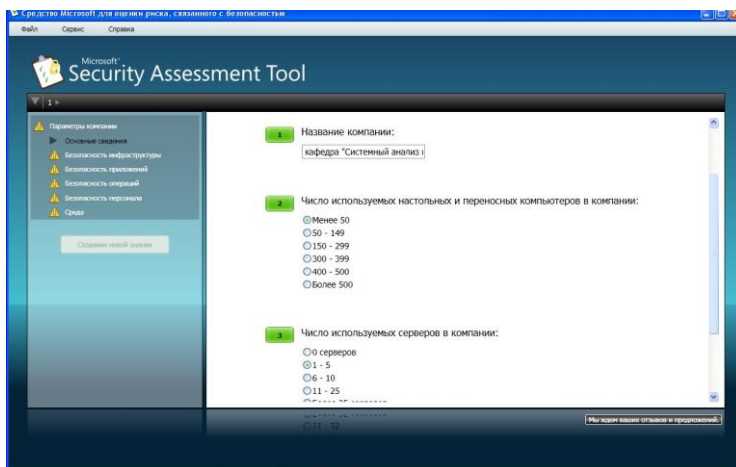 Средство Microsoft для оценки риска, связанного с безопасностью
Файл Сервис Справка
Microsoft
Security Assessment Tool
1
Параметры компании
Основные сведения
Безопасность инфраструктуры
Безопасность приложений
Безопасность операций
Безопасность персонала
Среда
Создание новой оценки
1 Название компании:
кафедра "Системный анализ и
2 Число используемых настольных и переносных компьютеров в компании:
Менее 50
50 - 149
150 - 299
300 - 399
400 - 500
Более 500
3 Число используемых серверов в компании:
0 серверов
1 - 5
6 - 10
11 - 25
Мы ждем ваших отзывов и предложений.